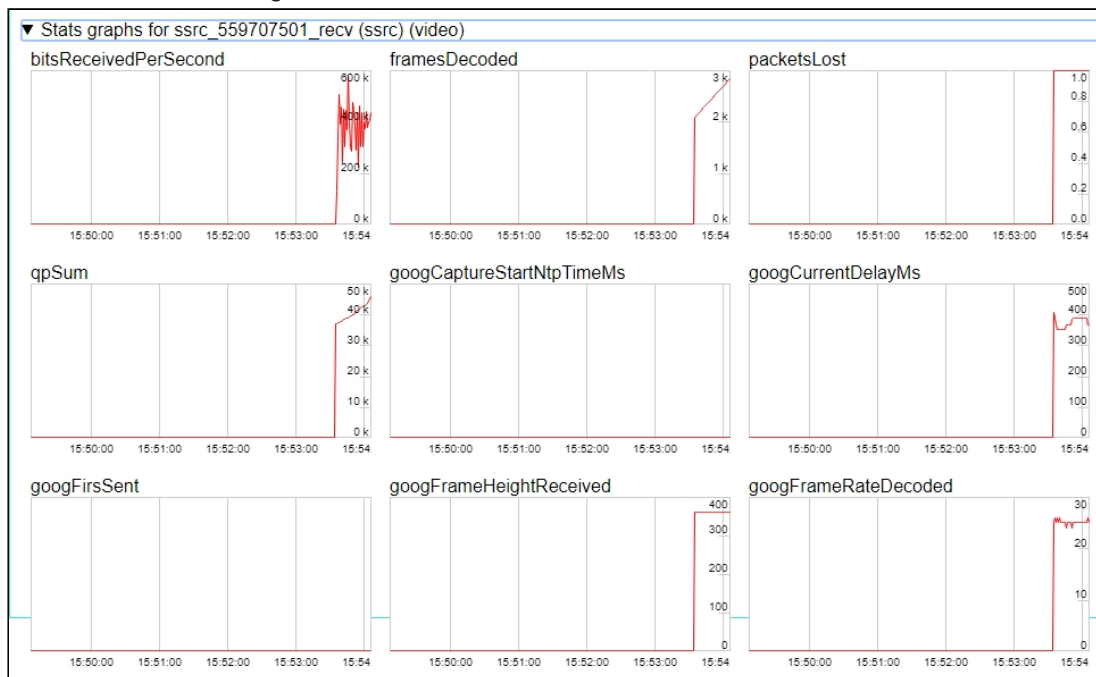 ▼ Stats graphs for ssrc_559707501_recv (ssrc) (video)
bitsReceivedPerSecond framesDecoded packetsLost
600 k 3 k 1.0
0.8
400 k 2 k 0.6
200 k 1 k 0.4
0.2
0 k 0 k 0.0
15:50:00 15:51:00 15:52:00 15:53:00 15:54 15:50:00 15:51:00 15:52:00 15:53:00 15:54 15:50:00 15:51:00 15:52:00 15:53:00 15:54
qpSum googCaptureStartNtpTimeMs googCurrentDelayMs
50 k 500
40 k 400
30 k 300
20 k 200
10 k 100
0 k 0
15:50:00 15:51:00 15:52:00 15:53:00 15:54 15:50:00 15:51:00 15:52:00 15:53:00 15:54 15:50:00 15:51:00 15:52:00 15:53:00 15:54
googFirsSent googFrameHeightReceived googFrameRateDecoded
400 30
300 20
200
100 10
0 0
15:50:00 15:51:00 15:52:00 15:53:00 15:54 15:50:00 15:51:00 15:52:00 15:53:00 15:54 15:50:00 15:51:00 15:52:00 15:53:00 15:54